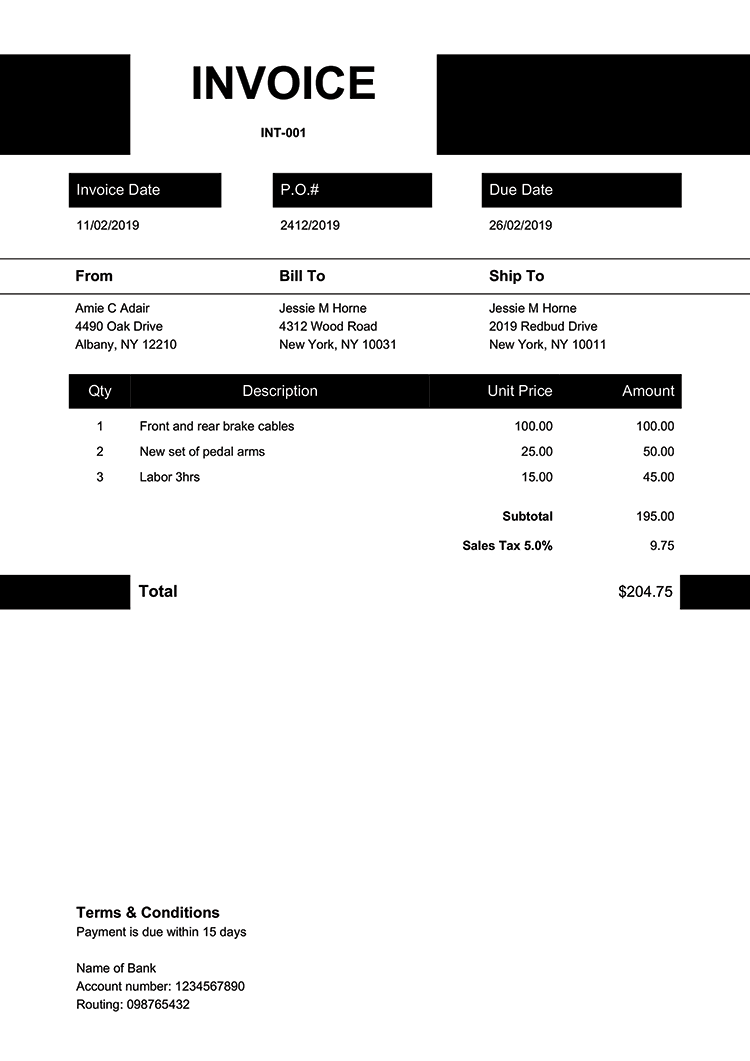 INVOICE
INT-001
Invoice Date P.O.# Due Date
11/02/2019 2412/2019 26/02/2019
From Bill To Ship To
Amie C Adair Jessie M Horne Jessie M Horne
4490 Oak Drive 4312 Wood Road 2019 Redbud Drive
Albany, NY 12210 New York, NY 10031 New York, NY 10011
Qty Description Unit Price Amount
1 Front and rear brake cables 100.00 100.00
2 New set of pedal arms 25.00 50.00
3 Labor 3hrs 15.00 45.00
Subtotal 195.00
Sales Tax 5.0% 9.75
Total $204.75
Terms & Conditions
Payment is due within 15 days
Name of Bank
Account number: 1234567890
Routing: 098765432